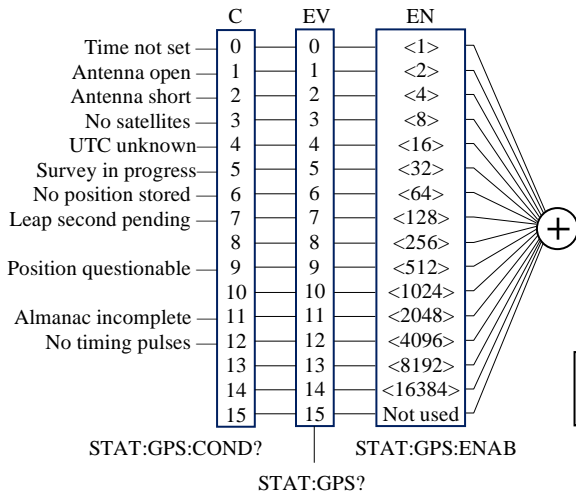 C EV EN
Time not set 0 0 <1>
Antenna open 1 1 <2>
Antenna short 2 2 <4>
No satellites 3 3 <8>
UTC unknown 4 4 <16>
Survey in progress 5 5 <32>
No position stored 6 6 <64>
Leap second pending 7 7 <128>
8 8 <256>
Position questionable 9 9 <512>
10 10 <1024>
Almanac incomplete 11 11 <2048>
No timing pulses 12 12 <4096>
13 13 <8192>
14 14 <16384>
15 15 Not used
STAT:GPS:COND? STAT:GPS:ENAB
STAT:GPS?